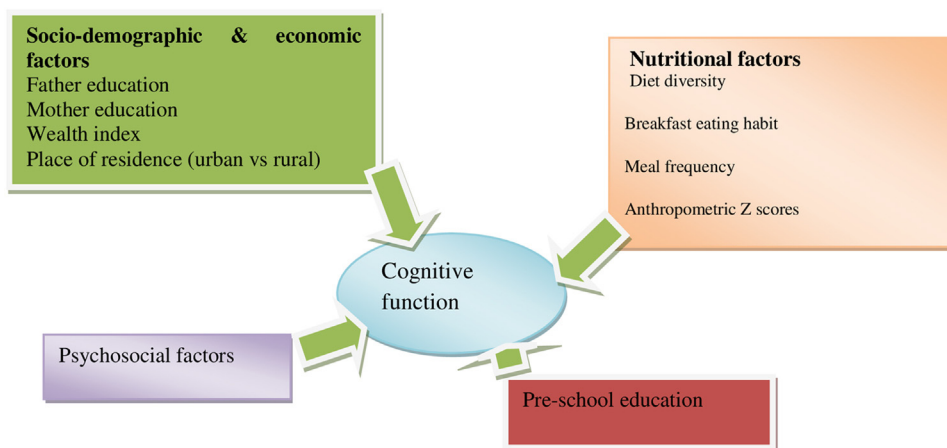 Socio-demographic & economic
factors
Father education
Mother education
Wealth index
Place of residence (urban vs rural)
Nutritional factors
Diet diversity
Breakfast eating habit
Meal frequency
Anthropometric Z scores
Cognitive
function
Psychosocial factors
Pre-school education